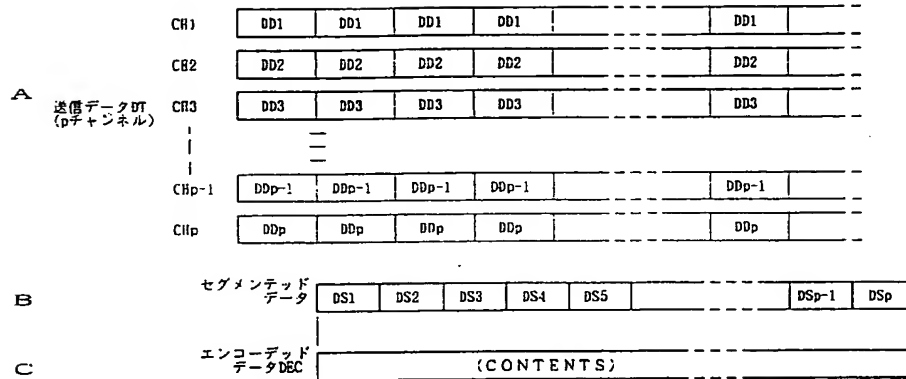 CH1 DD1 DD1 DD1 DD1 DD1
CH2 DD2 DD2 DD2 DD2 DD2
A
送信データDT
(pチャンネル)
CH3 DD3 DD3 DD3 DD3 DD3
CHp-1 DDp-1 DDp-1 DDp-1 DDp-1 DDp-1
CHp DDp DDp DDp DDp DDp
B
セグメンテッド
データ
DS1 DS2 DS3 DS4 DS5 DSp-1 DSp
C
エンコーデッド
データDEC
(CONTENTS)